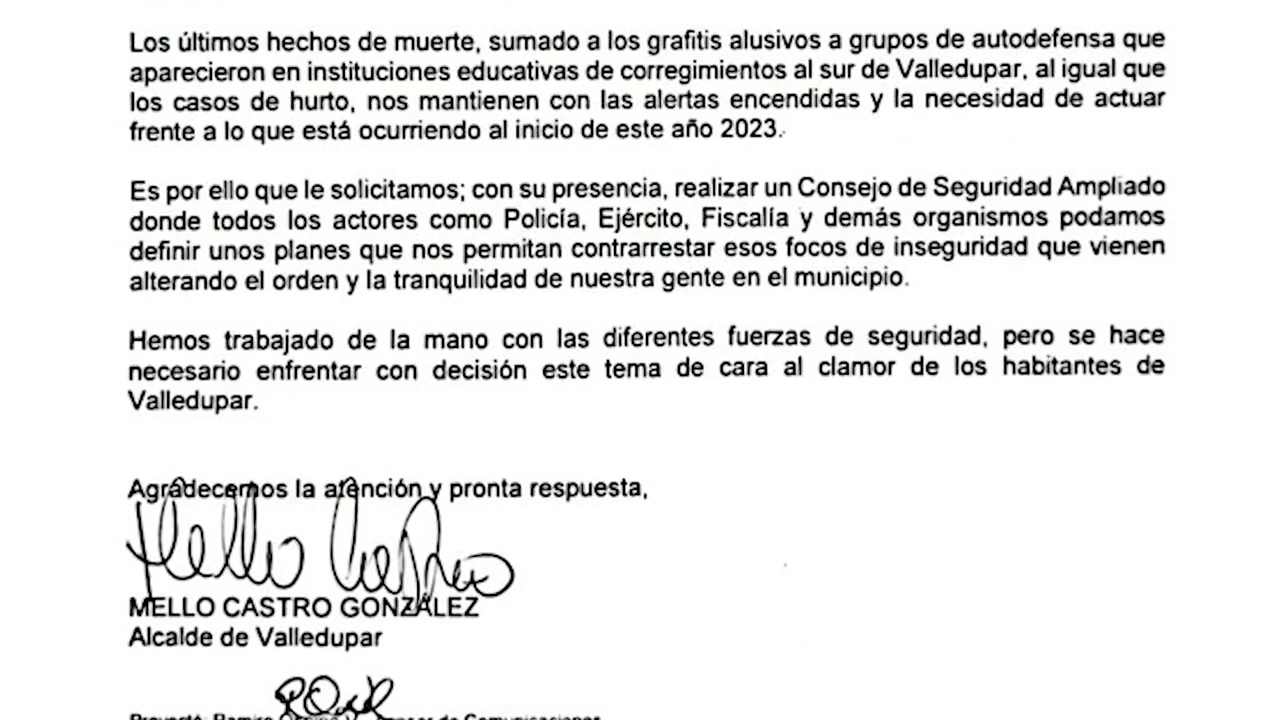 Los últimos hechos de muerte, sumado a los grafitis alusivos a grupos de autodefensa que
aparecieron en instituciones educativas de corregimientos al sur de Valledupar, al igual que
los casos de hurto, nos mantienen con las alertas encendidas y la necesidad de actuar
frente a lo que está ocurriendo al inicio de este año 2023.
Es por ello que le solicitamos; con su presencia, realizar un Consejo de Seguridad Ampliado
donde todos los actores como Policía, Ejército, Fiscalía y demás organismos podamos
definir unos planes que nos permitan contrarrestar esos focos de inseguridad que vienen
alterando el orden y la tranquilidad de nuestra gente en el municipio.
Hemos trabajado de la mano con las diferentes fuerzas de seguridad, pero se hace
necesario enfrentar con decisión este tema de cara al clamor de los habitantes de
Valledupar.
Agradecemos la atención y pronta respuesta,
Mello Castro
MELLO CASTRO GONZÁLEZ
Alcalde de Valledupar
Proyectó: Ramiro